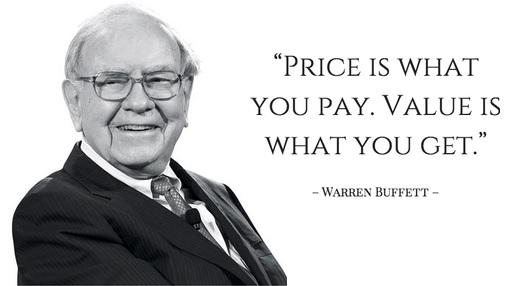 “Price is what
you pay. Value is
what you get.”
– Warren Buffett –